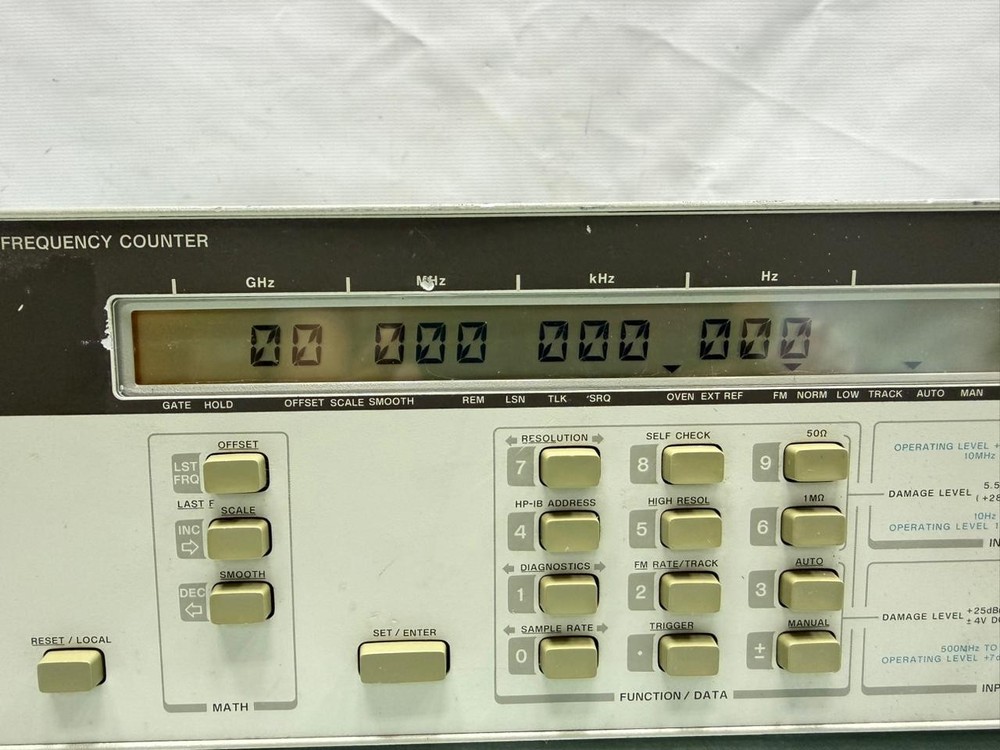 FREQUENCY COUNTER
GHz MHz kHz Hz
00 000 000 000
GATE HOLD OFFSET SCALE SMOOTH REM LSN TLK SRQ OVEN EXT REF FM NORM LOW TRACK AUTO MAN
OFFSET
LST
FRQ
SCALE
INC
SMOOTH
DEC
MATH
RESET / LOCAL
SET / ENTER
RESOLUTION
7
SELF CHECK
8
50Ω
9
HP-IB ADDRESS
4
HIGH RESOL
5
1MΩ
6
DIAGNOSTICS
1
FM RATE/TRACK
2
AUTO
3
SAMPLE RATE
0
TRIGGER
.
MANUAL
±
FUNCTION / DATA
OPERATING LEVEL
10MHz
DAMAGE LEVEL
10Hz
OPERATING LEVEL
DAMAGE LEVEL
500MHz TO
OPERATING LEVEL